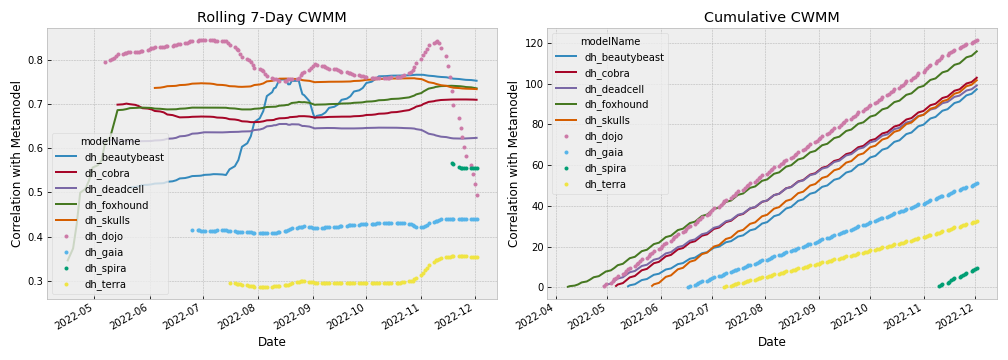 Rolling 7-Day CWMM
Correlation with Metamodel
0.8
0.7
0.6
0.5
0.4
0.3
modelName
dh_beautybeast
dh_cobra
dh_deadcell
dh_foxhound
dh_skulls
dh_dojo
dh_gaia
dh_spira
dh_terra
2022-05
2022-06
2022-07
2022-08
2022-09
2022-10
2022-11
2022-12
Date
Cumulative CWMM
Correlation with Metamodel
120
100
80
60
40
20
0
modelName
dh_beautybeast
dh_cobra
dh_deadcell
dh_foxhound
dh_skulls
dh_dojo
dh_gaia
dh_spira
dh_terra
2022-04
2022-05
2022-06
2022-07
2022-08
2022-09
2022-10
2022-11
2022-12
Date